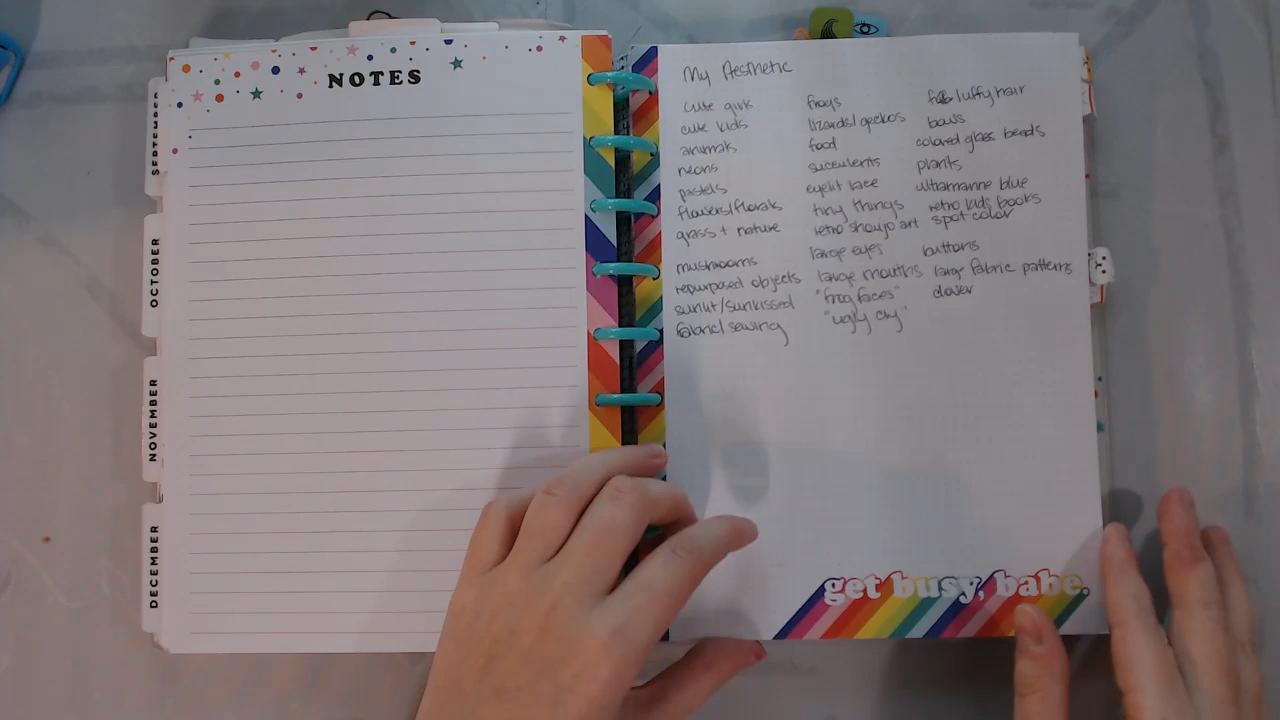 NOTES
SEPTEMBER
OCTOBER
NOVEMBER
DECEMBER
My Aesthetic
cute girls
cute kids
animals
neons
pastels
flowers/florals
grass + nature
mushrooms
repurposed objects
sunlit/sunkissed
fabric/sewing
frogs
lizards/geckos
food
succulents
eyelit lace
tiny things
retro shoujo art
large eyes
large mouths
"frog faces"
"ugly cry"
fluffy hair
bows
colored glass beads
plants
ultramarine blue
retro kids books
spot color
buttons
large fabric patterns
clover
get busy, babe.